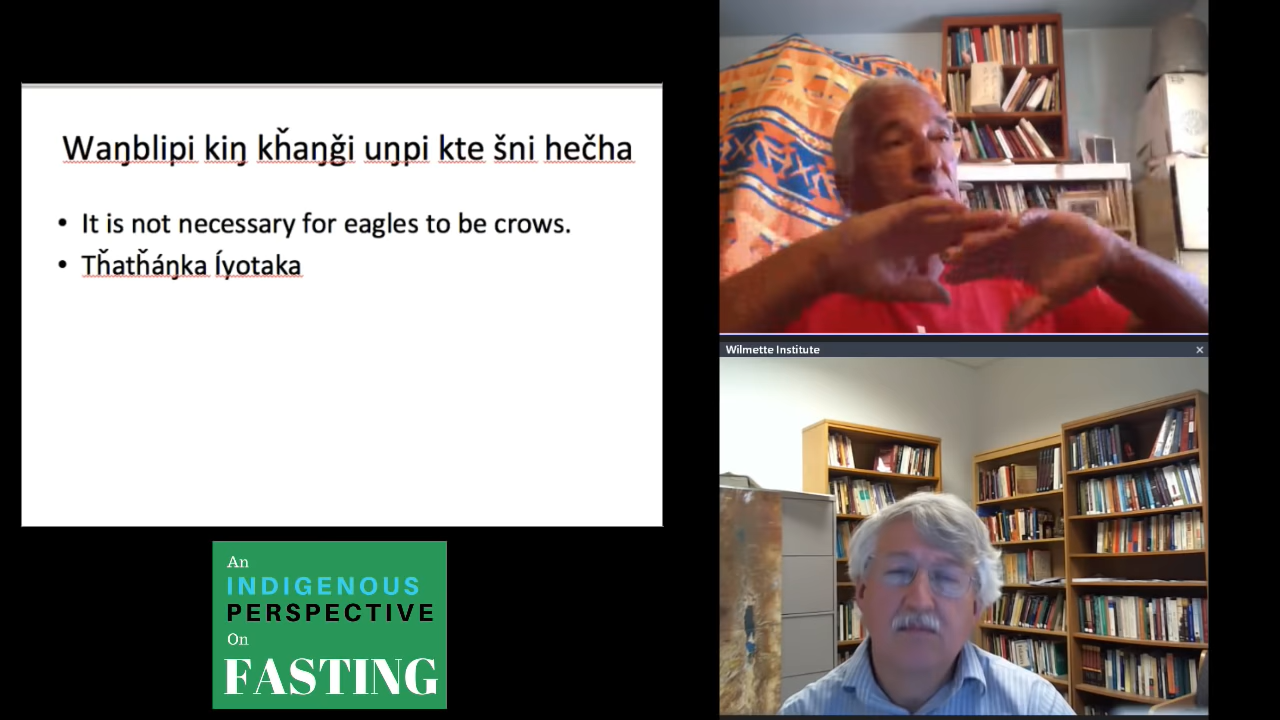 Waŋblipi kiŋ kȟaŋǧi uŋpi kte šni hečha
• It is not necessary for eagles to be crows.
• Tȟatȟáŋka Íyotaka
An
INDIGENOUS
PERSPECTIVE
On
FASTING
Wilmette Institute